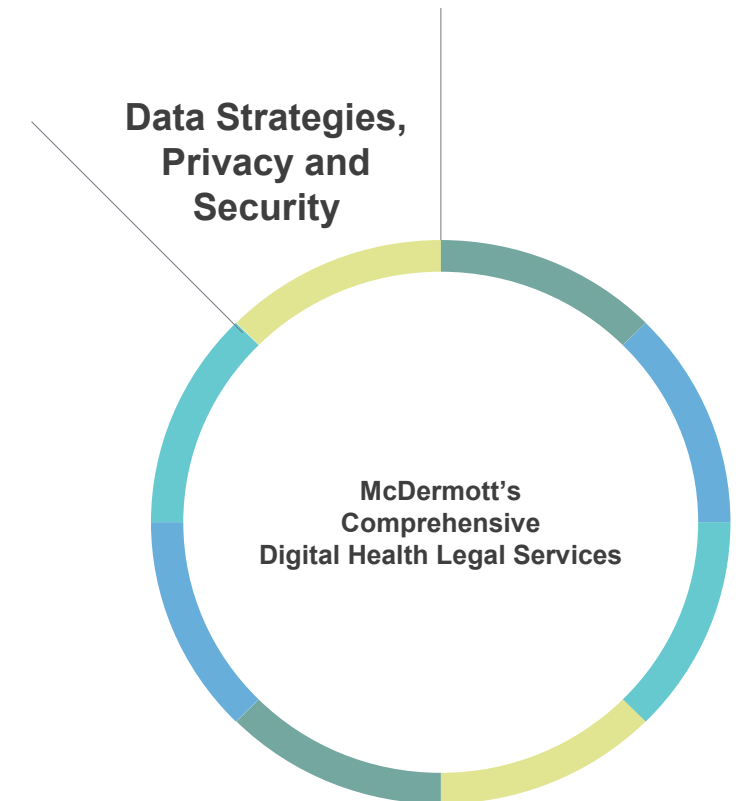 Data Strategies,
Privacy and
Security
McDermott’s
Comprehensive
Digital Health Legal Services